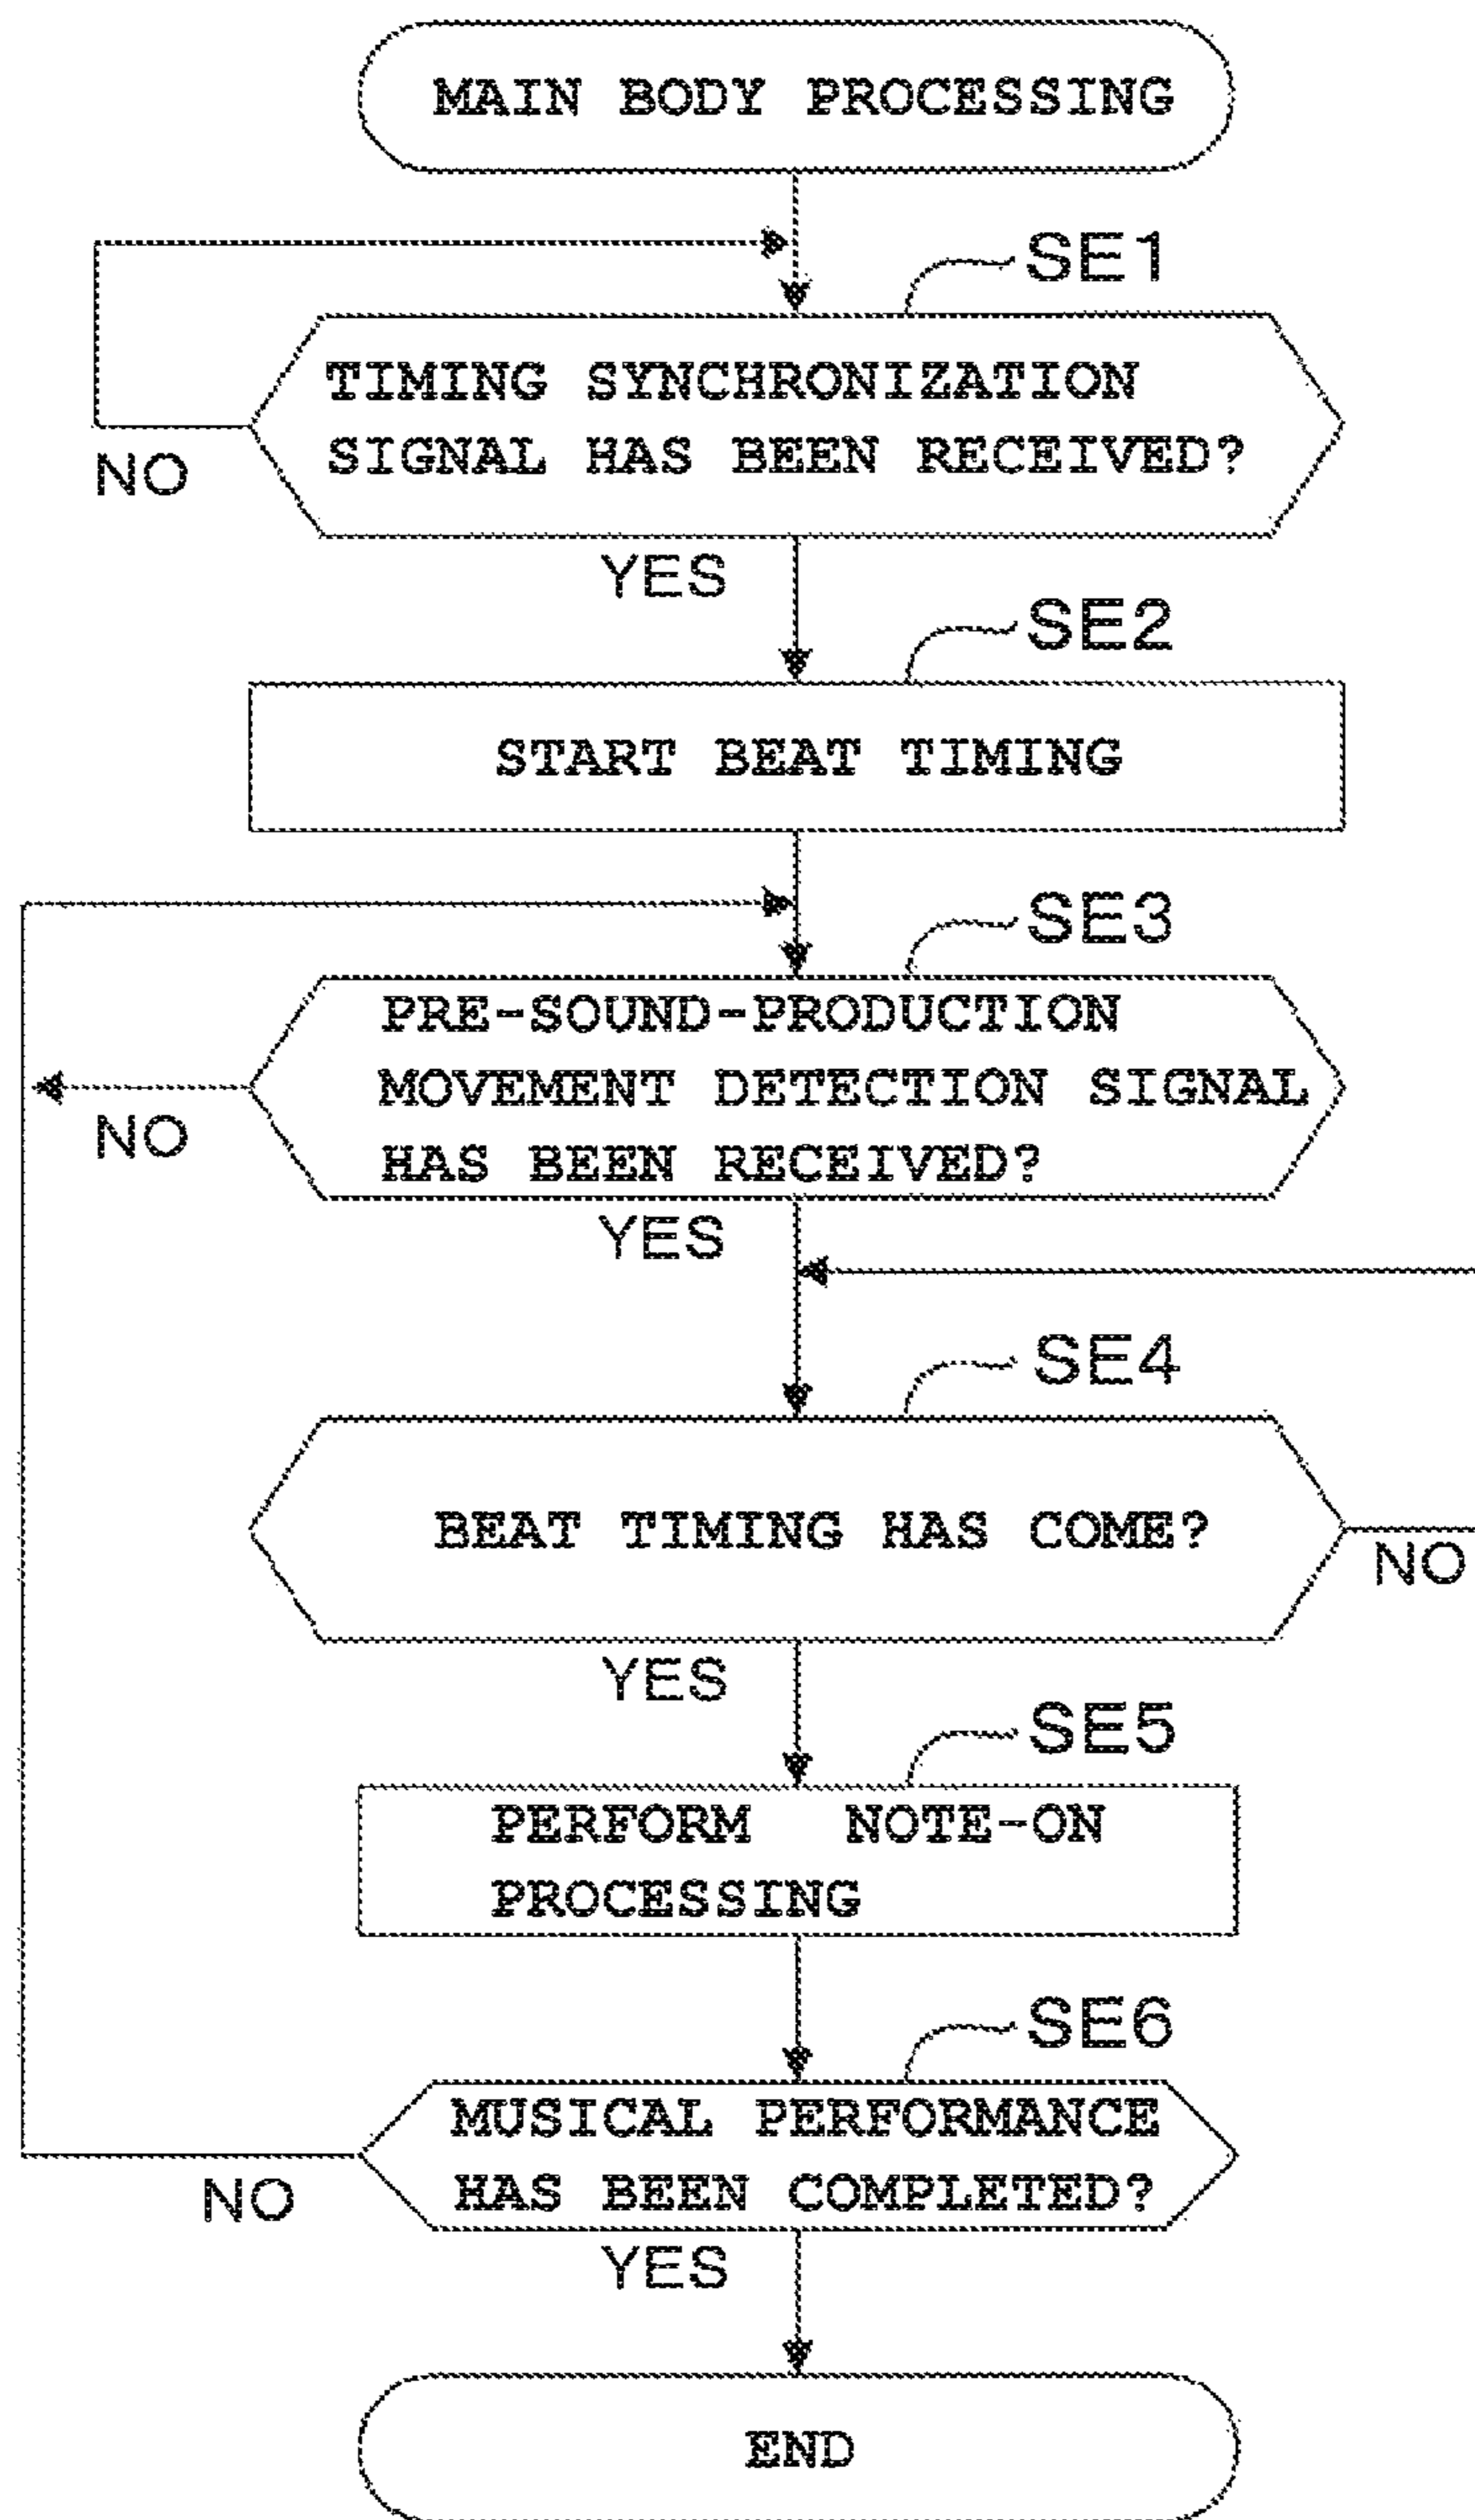 MAIN BODY PROCESSING
SE1
TIMING SYNCHRONIZATION
SIGNAL HAS BEEN RECEIVED?
NO
YES
SE2
START BEAT TIMING
SE3
PRE-SOUND-PRODUCTION
MOVEMENT DETECTION SIGNAL
HAS BEEN RECEIVED?
NO
YES
SE4
BEAT TIMING HAS COME?
NO
YES
SE5
PERFORM NOTE-ON
PROCESSING
SE6
MUSICAL PERFORMANCE
HAS BEEN COMPLETED?
NO
YES
END